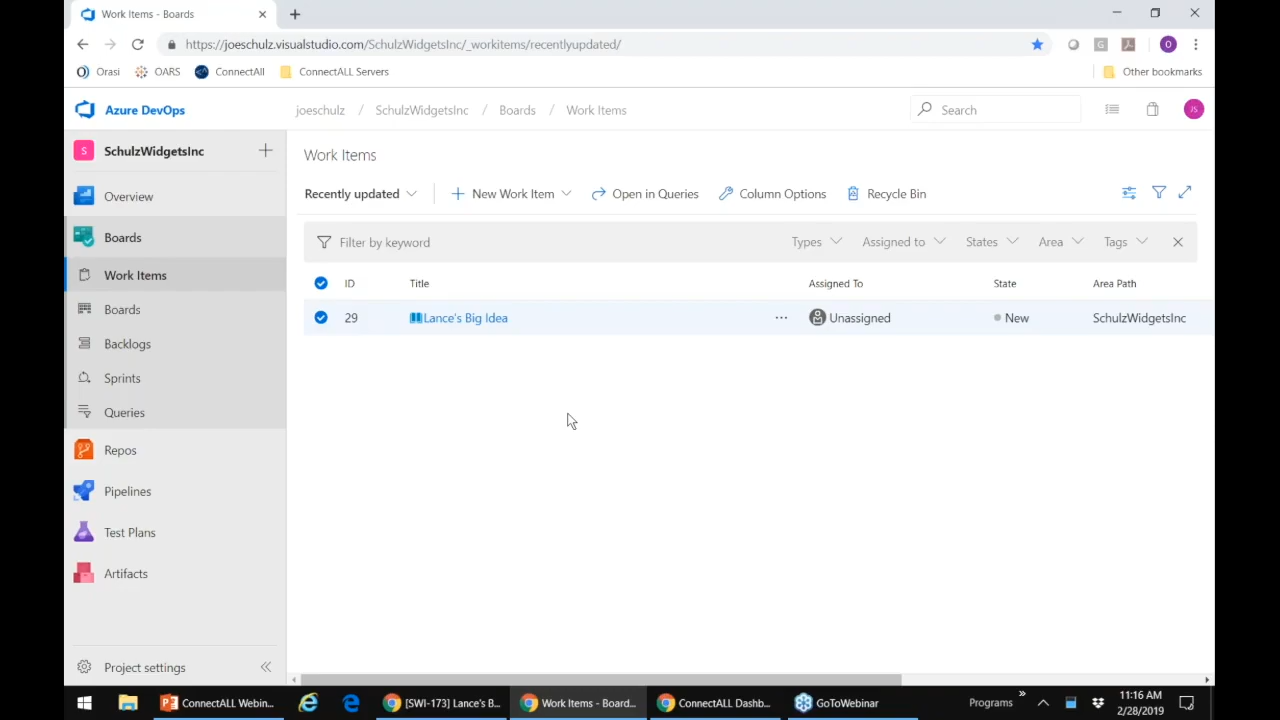 Work Items - Boards
https://joeschulz.visualstudio.com/SchulzWidgetsInc/_workitems/recentlyupdated/
G
O
Orasi OARS ConnectAll ConnectALL Servers Other bookmarks
Azure DevOps joeschulz / SchulzWidgetsInc / Boards / Work Items Search JS
S SchulzWidgetsInc
Work Items
Overview
Recently updated New Work Item Open in Queries Column Options Recycle Bin
Boards
Filter by keyword Types Assigned to States Area Tags
Work Items
ID Title Assigned To State Area Path
Boards
29 Lance's Big Idea ... Unassigned New SchulzWidgetsInc
Backlogs
Sprints
Queries
Repos
Pipelines
Test Plans
Artifacts
Project settings
ConnectALL Webin... [SWI-173] Lance's B... Work Items - Board... ConnectALL Dashb... GoToWebinar Programs 11:16 AM
2/28/2019